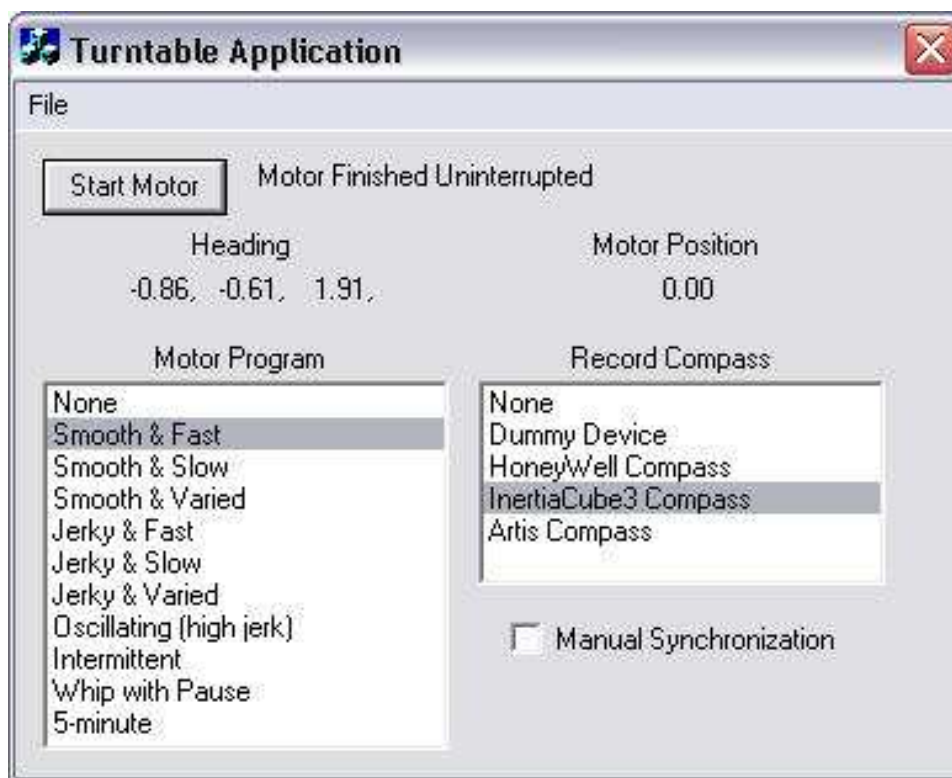 Turntable Application
File
Start Motor Motor Finished Uninterrupted
Heading Motor Position
-0.86, -0.61, 1.91, 0.00
Motor Program
None
Smooth & Fast
Smooth & Slow
Smooth & Varied
Jerky & Fast
Jerky & Slow
Jerky & Varied
Oscillating (high jerk)
Intermittent
Whip with Pause
5-minute
Record Compass
None
Dummy Device
HoneyWell Compass
InertiaCube3 Compass
Artis Compass
Manual Synchronization